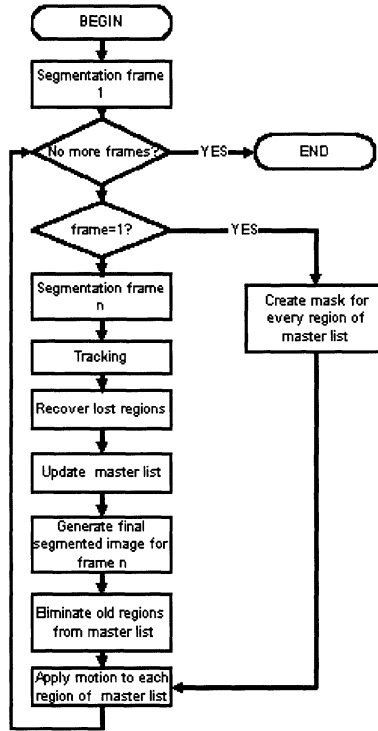 BEGIN
Segmentation frame
1
No more frames?
YES
END
frame=1?
YES
Segmentation frame
n
Create mask for
every region of
master list
Tracking
Recover lost regions
Update master list
Generate final
segmented image for
frame n
Eliminate old regions
from master list
Apply motion to each
region of master list